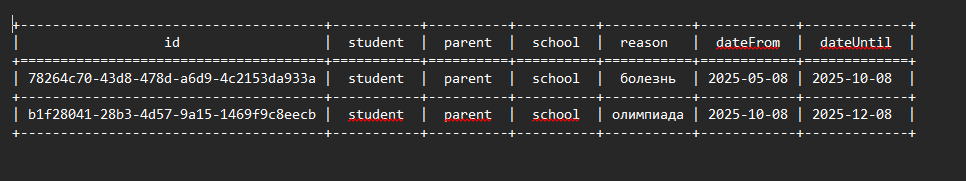 +--------------------------------------+-----------+----------+----------+-----------+------------+-------------+
| id | student | parent | school | reason | dateFrom | dateUntil |
+======================================+===========+==========+==========+===========+============+=============+
| 78264c70-43d8-478d-a6d9-4c2153da933a | student | parent | school | болезнь | 2025-05-08 | 2025-10-08 |
+--------------------------------------+-----------+----------+----------+-----------+------------+-------------+
| b1f28041-28b3-4d57-9a15-1469f9c8eecb | student | parent | school | олимпиада | 2025-10-08 | 2025-12-08 |
+--------------------------------------+-----------+----------+----------+-----------+------------+-------------+